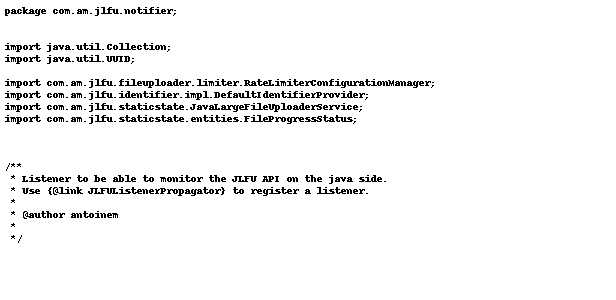 package com.am.jlfu.notifier;
import java.util.Collection;
import java.util.UUID;
import com.am.jlfu.fileuploader.limiter.RateLimiterConfigurationManager;
import com.am.jlfu.identifier.impl.DefaultIdentifierProvider;
import com.am.jlfu.staticstate.JavaLargeFileUploaderService;
import com.am.jlfu.staticstate.entities.FileProgressStatus;
/**
 * Listener to be able to monitor the JLFU API on the java side.
 * Use {@link JLFUListenerPropagator} to register a listener.
 *
 * @author antoinem
 *
 */